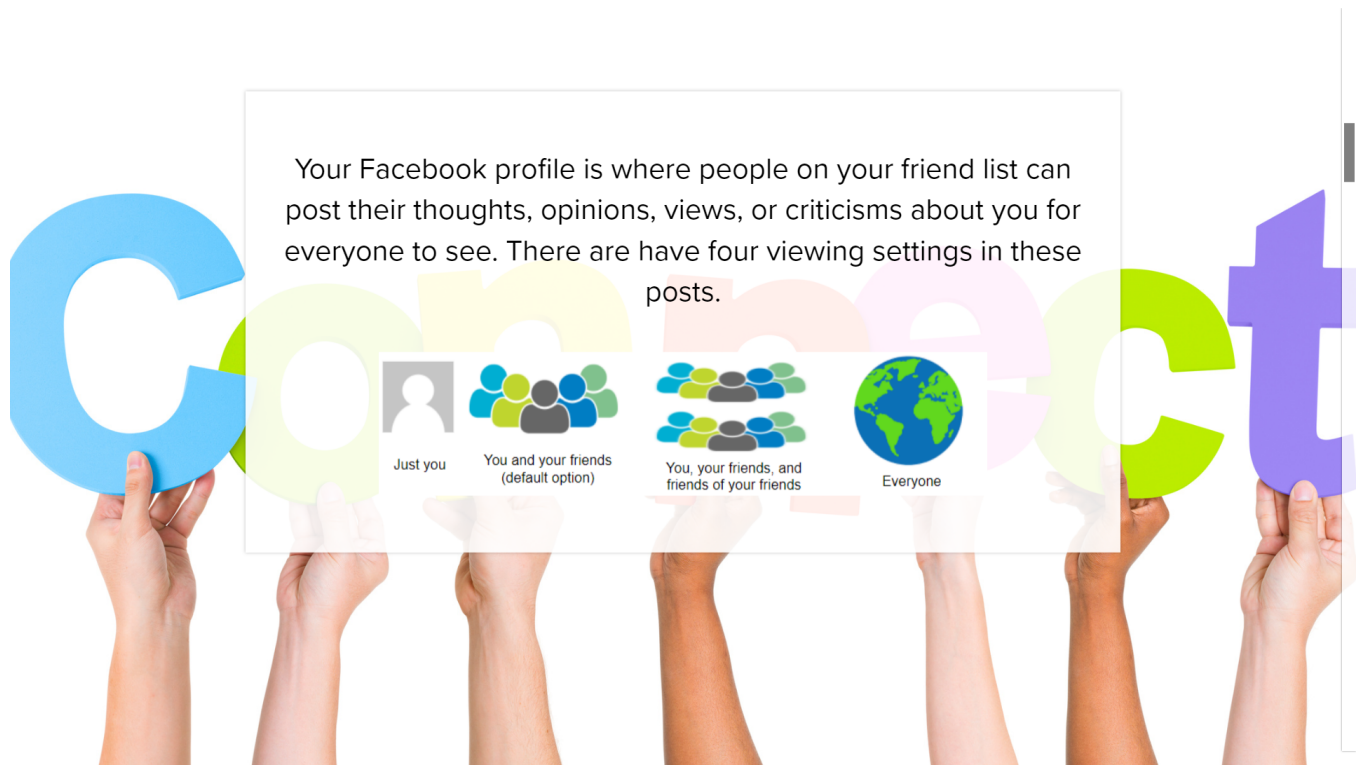 Your Facebook profile is where people on your friend list can
post their thoughts, opinions, views, or criticisms about you for
everyone to see. There are have four viewing settings in these
posts.
Just you
You and your friends
(default option)
You, your friends, and
friends of your friends
Everyone
Connect